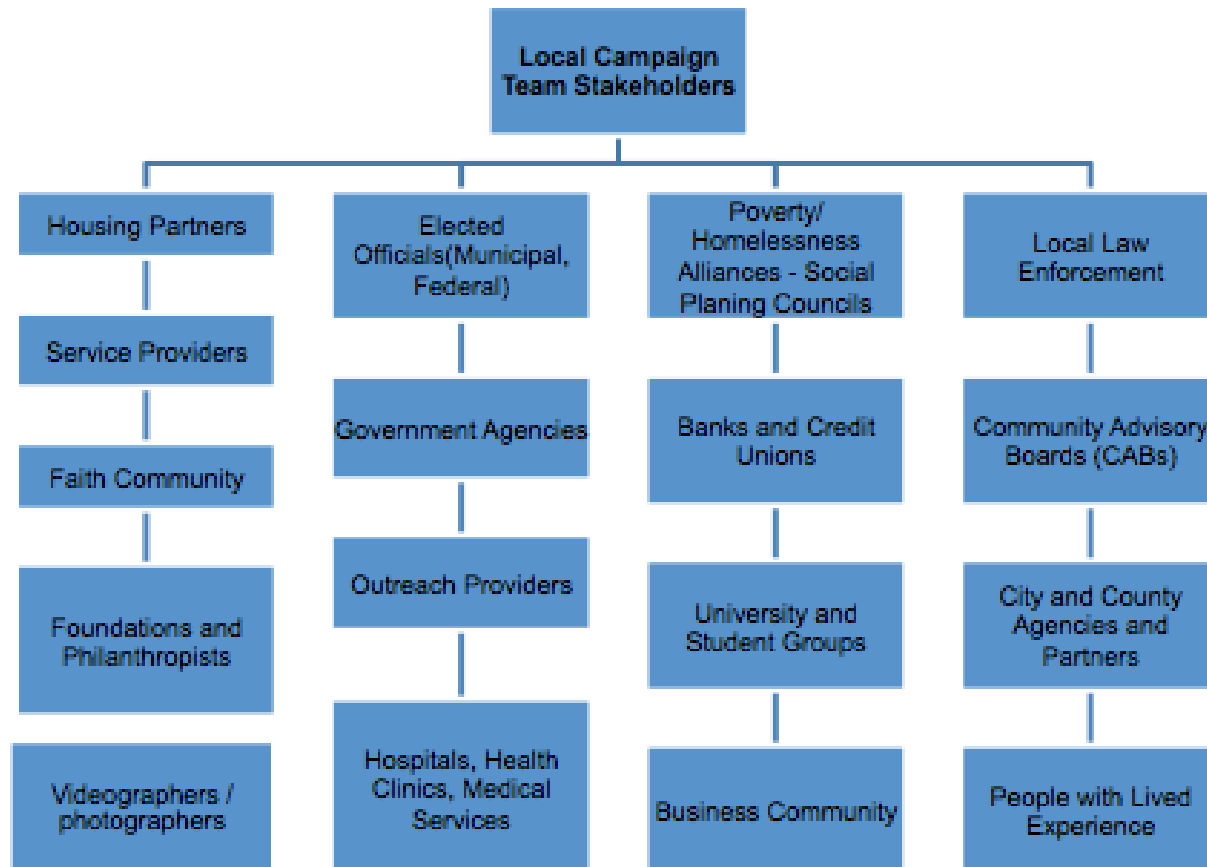 Local Campaign
Team Stakeholders
Housing Partners
Service Providers
Faith Community
Foundations and
Philanthropists
Videographers /
photographers
Elected
Officials(Municipal,
Federal)
Government Agencies
Outreach Providers
Hospitals, Health
Clinics, Medical
Services
Poverty/
Homelessness
Alliances - Social
Planing Councils
Banks and Credit
Unions
University and
Student Groups
Business Community
Local Law
Enforcement
Community Advisory
Boards (CABs)
City and County
Agencies and
Partners
People with Lived
Experience